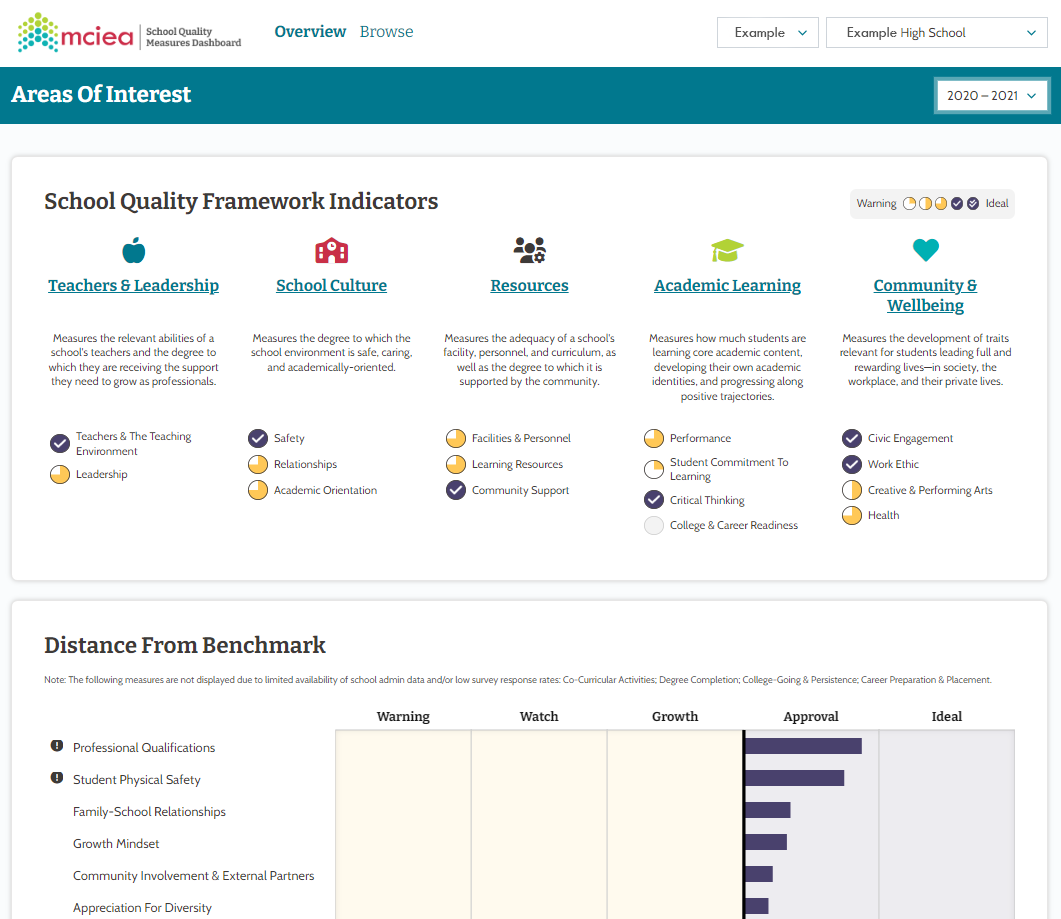 mciea
School Quality
Measures Dashboard
Overview
Browse
Example
Example High School
Areas Of Interest
2020 – 2021
School Quality Framework Indicators
Warning
Ideal
Teachers & Leadership
Measures the relevant abilities of a
school's teachers and the degree to
which they are receiving the support
they need to grow as professionals.
Teachers & The Teaching
Environment
Leadership
School Culture
Measures the degree to which the
school environment is safe, caring,
and academically-oriented.
Safety
Relationships
Academic Orientation
Resources
Measures the adequacy of a school's
facility, personnel, and curriculum, as
well as the degree to which it is
supported by the community.
Facilities & Personnel
Learning Resources
Community Support
Academic Learning
Measures how much students are
learning core academic content,
developing their own academic
identities, and progressing along
positive trajectories.
Performance
Student Commitment To
Learning
Critical Thinking
College & Career Readiness
Community &
Wellbeing
Measures the development of traits
relevant for students leading full and
rewarding lives—in society, the
workplace, and their private lives.
Civic Engagement
Work Ethic
Creative & Performing Arts
Health
Distance From Benchmark
Note: The following measures are not displayed due to limited availability of school admin data and/or low survey response rates: Co-Curricular Activities; Degree Completion; College-Going & Persistence; Career Preparation & Placement.
Warning
Watch
Growth
Approval
Ideal
Professional Qualifications
Student Physical Safety
Family-School Relationships
Growth Mindset
Community Involvement & External Partners
Appreciation For Diversity